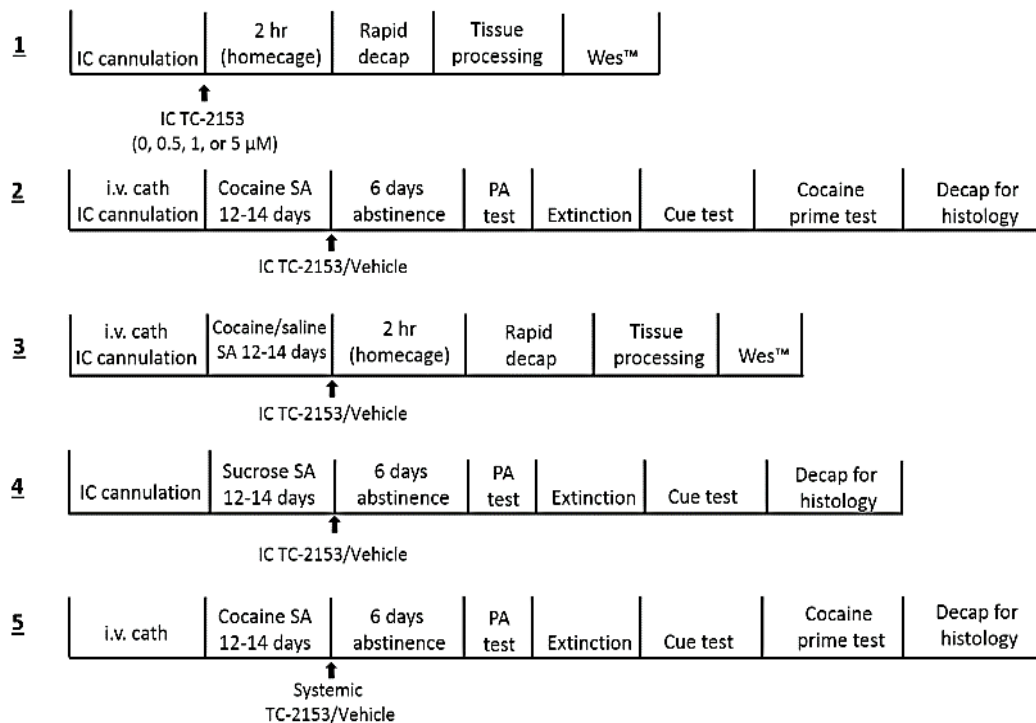 1
IC cannulation
2 hr
(homecage)
Rapid
decap
Tissue
processing
Wes™
IC TC-2153
(0, 0.5, 1, or 5 µM)
2
i.v. cath
IC cannulation
Cocaine SA
12-14 days
6 days
abstinence
PA
test
Extinction
Cue test
Cocaine
prime test
Decap for
histology
IC TC-2153/Vehicle
3
i.v. cath
IC cannulation
Cocaine/saline
SA 12-14 days
2 hr
(homecage)
Rapid
decap
Tissue
processing
Wes™
IC TC-2153/Vehicle
4
IC cannulation
Sucrose SA
12-14 days
6 days
abstinence
PA
test
Extinction
Cue test
Decap for
histology
IC TC-2153/Vehicle
5
i.v. cath
Cocaine SA
12-14 days
6 days
abstinence
PA
test
Extinction
Cue test
Cocaine
prime test
Decap for
histology
Systemic
TC-2153/Vehicle